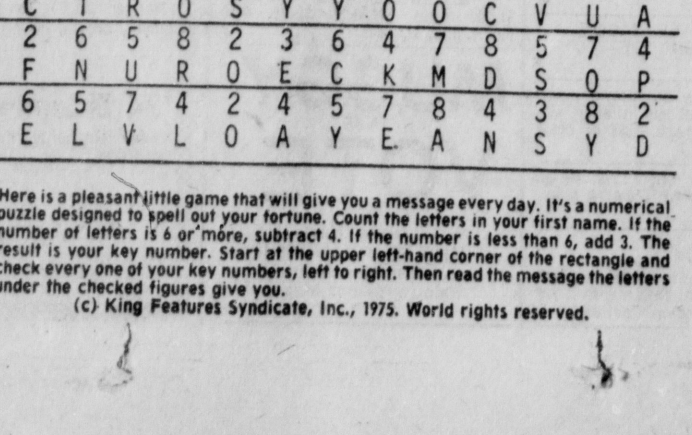 C I R O S Y Y O O C V U A
2 6 5 8 2 3 6 4 7 8 5 7 4
F N U R O E C K M D S O P
6 5 7 4 2 4 5 7 8 4 3 8 2
E L V L O A Y E A N S Y D
Here is a pleasant little game that will give you a message every day. It's a numerical
puzzle designed to spell out your fortune. Count the letters in your first name. If the
number of letters is 6 or more, subtract 4. If the number is less than 6, add 3. The
result is your key number. Start at the upper left-hand corner of the rectangle and
check every one of your key numbers, left to right. Then read the message the letters
under the checked figures give you.
(c) King Features Syndicate, Inc., 1975. World rights reserved.